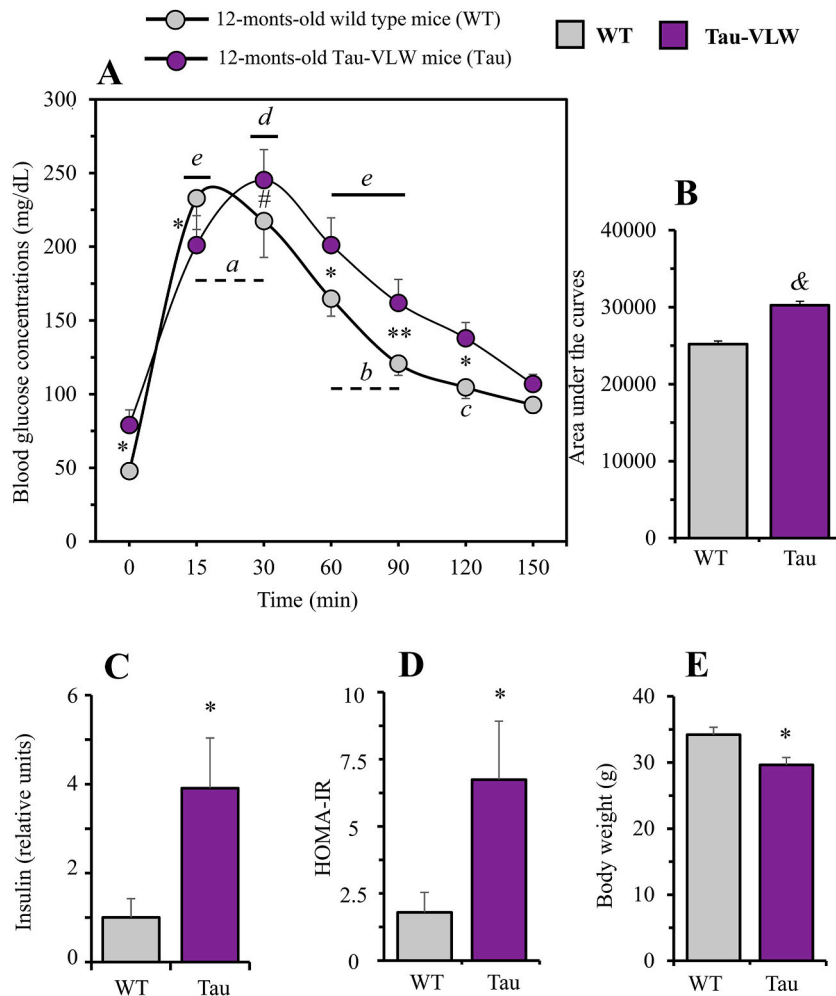 12-monts-old wild type mice (WT)
12-monts-old Tau-VLW mice (Tau)
WT
Tau-VLW
A
Blood glucose concentrations (mg/dL)
300
250
200
150
100
50
0
e
d
e
*
#
a
*
**
*
b
c
*
0 15 30 60 90 120 150
Time (min)
B
Area under the curves
40000
30000
20000
10000
0
&
WT Tau
C
Insulin (relative units)
6
4
2
0
*
WT Tau
D
HOMA-IR
10
7.5
5
2.5
0
*
WT Tau
E
Body weight (g)
40
30
20
10
0
*
WT Tau